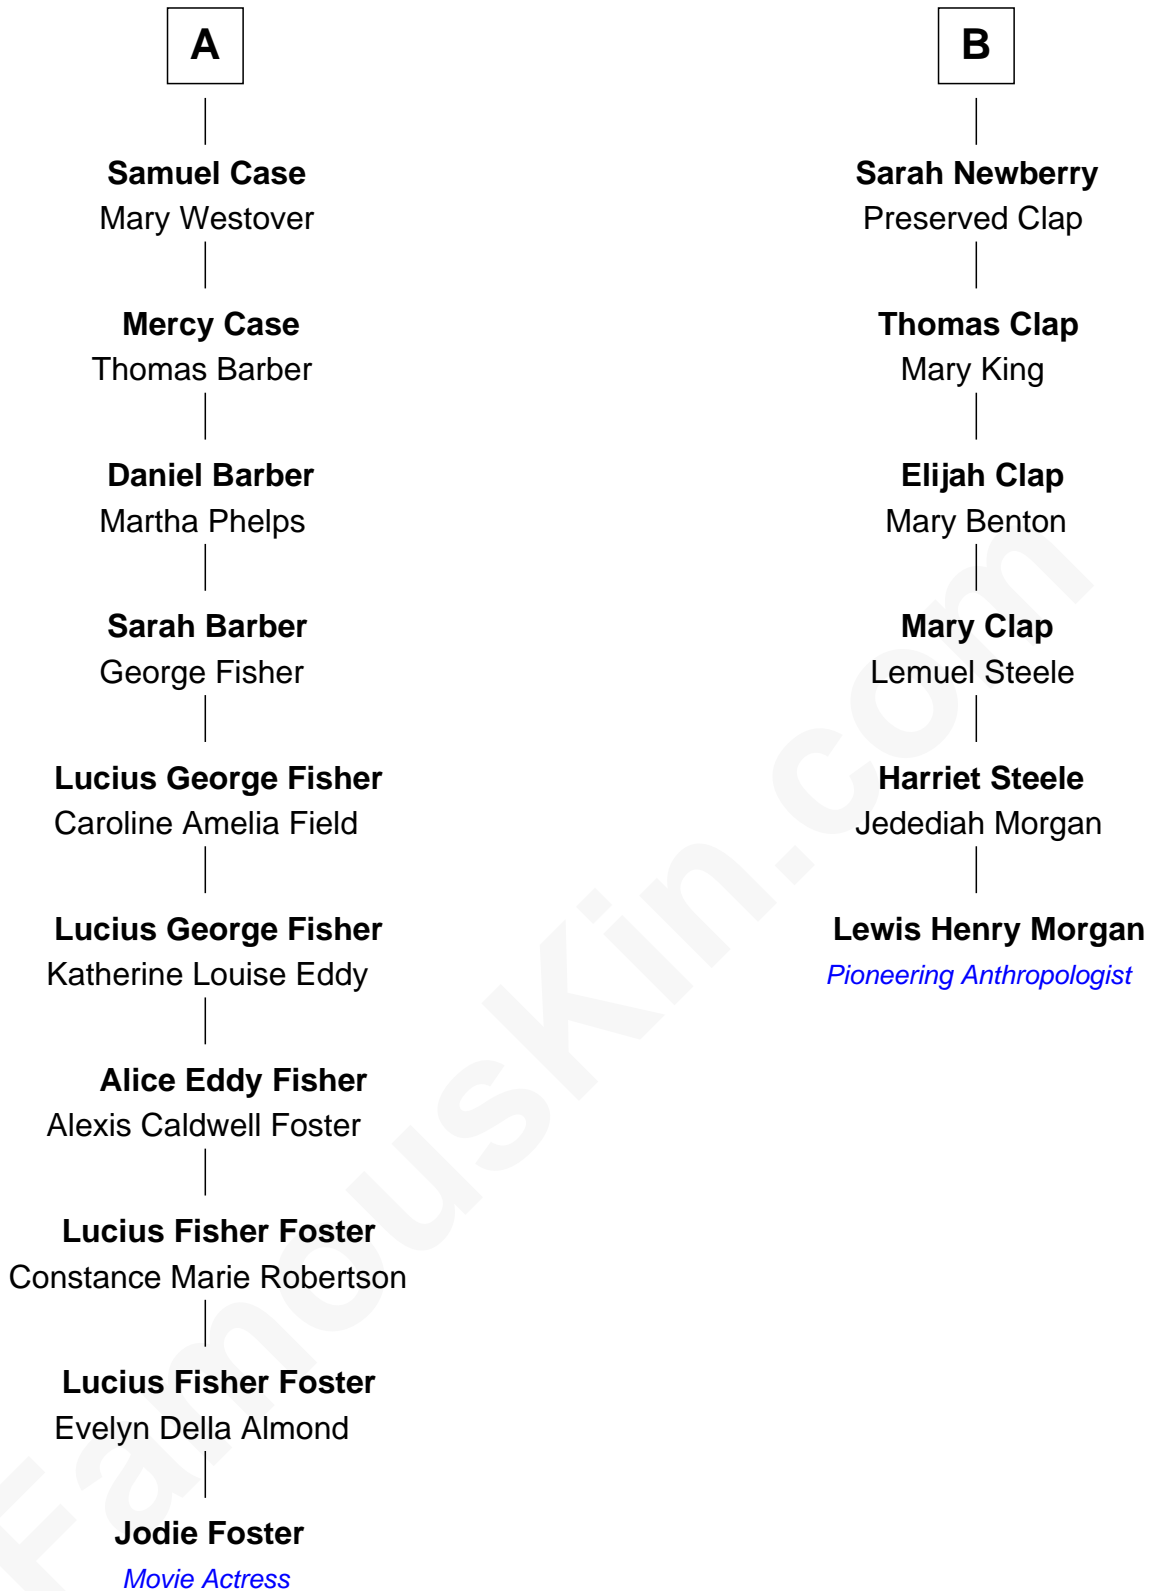 A
Samuel Case
Mary Westover
Mercy Case
Thomas Barber
Daniel Barber
Martha Phelps
Sarah Barber
George Fisher
Lucius George Fisher
Caroline Amelia Field
Lucius George Fisher
Katherine Louise Eddy
Alice Eddy Fisher
Alexis Caldwell Foster
Lucius Fisher Foster
Constance Marie Robertson
Lucius Fisher Foster
Evelyn Della Almond
Jodie Foster
Movie Actress
B
Sarah Newberry
Preserved Clap
Thomas Clap
Mary King
Elijah Clap
Mary Benton
Mary Clap
Lemuel Steele
Harriet Steele
Jedediah Morgan
Lewis Henry Morgan
Pioneering Anthropologist
FamousKin.com